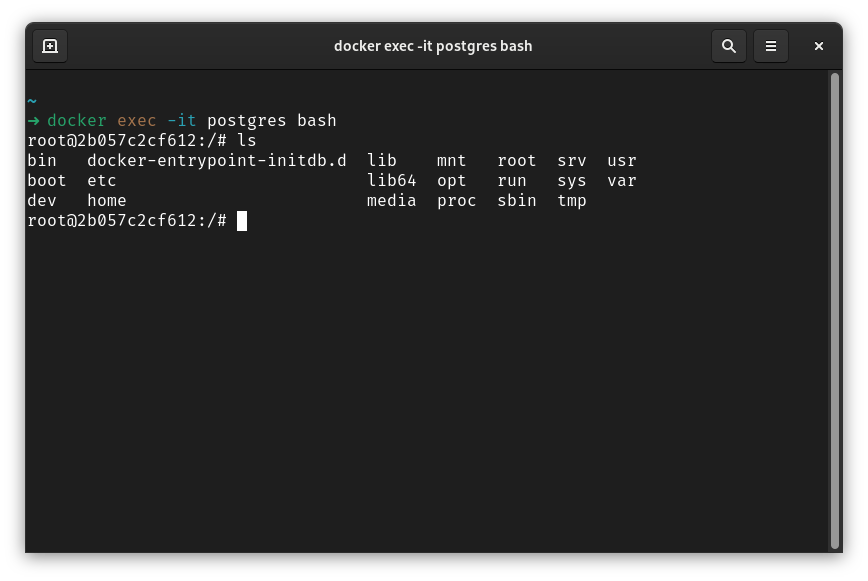 docker exec -it postgres bash
~
➜ docker exec -it postgres bash
root@2b057c2cf612:/# ls
bin   docker-entrypoint-initdb.d  lib    mnt   root  srv  usr
boot  etc                         lib64  opt   run   sys  var
dev   home                        media  proc  sbin  tmp
root@2b057c2cf612:/#